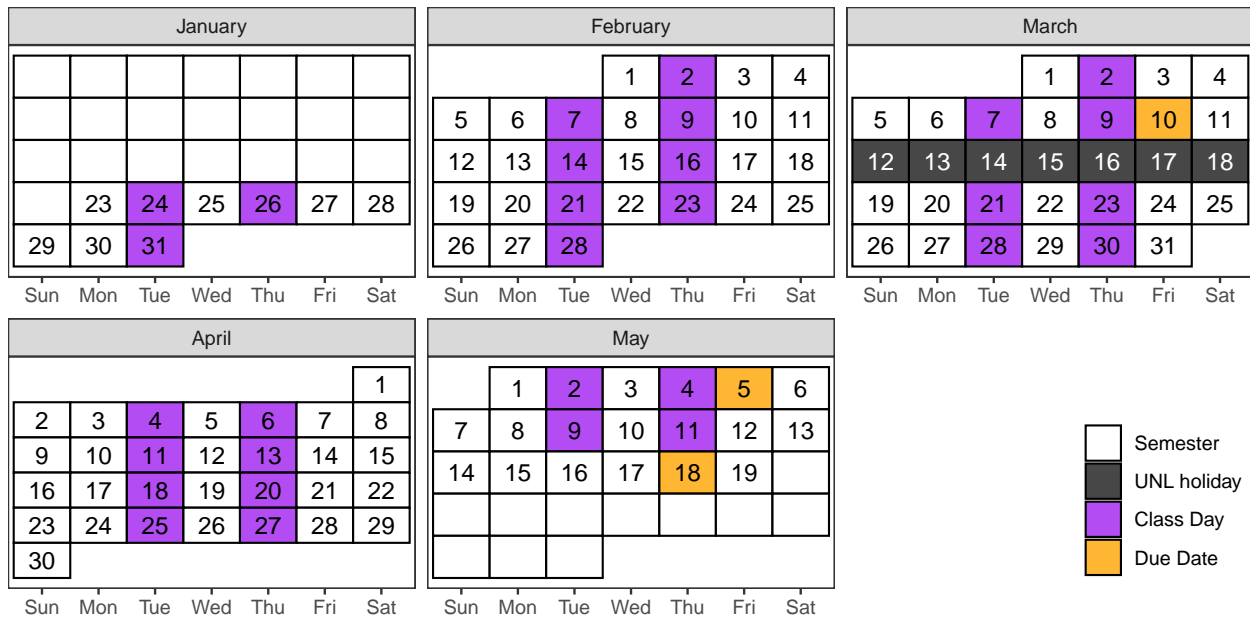 January
23 24 25 26 27 28
29 30 31
Sun Mon Tue Wed Thu Fri Sat
February
1 2 3 4
5 6 7 8 9 10 11
12 13 14 15 16 17 18
19 20 21 22 23 24 25
26 27 28
Sun Mon Tue Wed Thu Fri Sat
March
1 2 3 4
5 6 7 8 9 10 11
12 13 14 15 16 17 18
19 20 21 22 23 24 25
26 27 28 29 30 31
Sun Mon Tue Wed Thu Fri Sat
April
1
2 3 4 5 6 7 8
9 10 11 12 13 14 15
16 17 18 19 20 21 22
23 24 25 26 27 28 29
30
Sun Mon Tue Wed Thu Fri Sat
May
1 2 3 4 5 6
7 8 9 10 11 12 13
14 15 16 17 18 19
Sun Mon Tue Wed Thu Fri Sat
Semester
UNL holiday
Class Day
Due Date